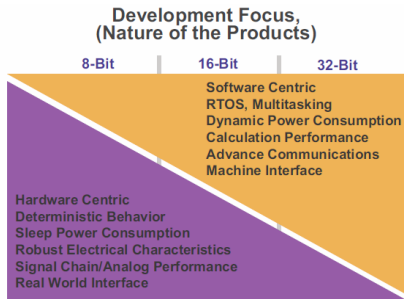 Development Focus,
(Nature of the Products)
8-Bit
16-Bit
32-Bit
Software Centric
RTOS, Multitasking
Dynamic Power Consumption
Calculation Performance
Advance Communications
Machine Interface
Hardware Centric
Deterministic Behavior
Sleep Power Consumption
Robust Electrical Characteristics
Signal Chain/Analog Performance
Real World Interface